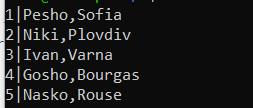 1|Pesho,Sofia
2|Niki,Plovdiv
3|Ivan,Varna
4|Gosho,Bourgas
5|Nasko,Rouse